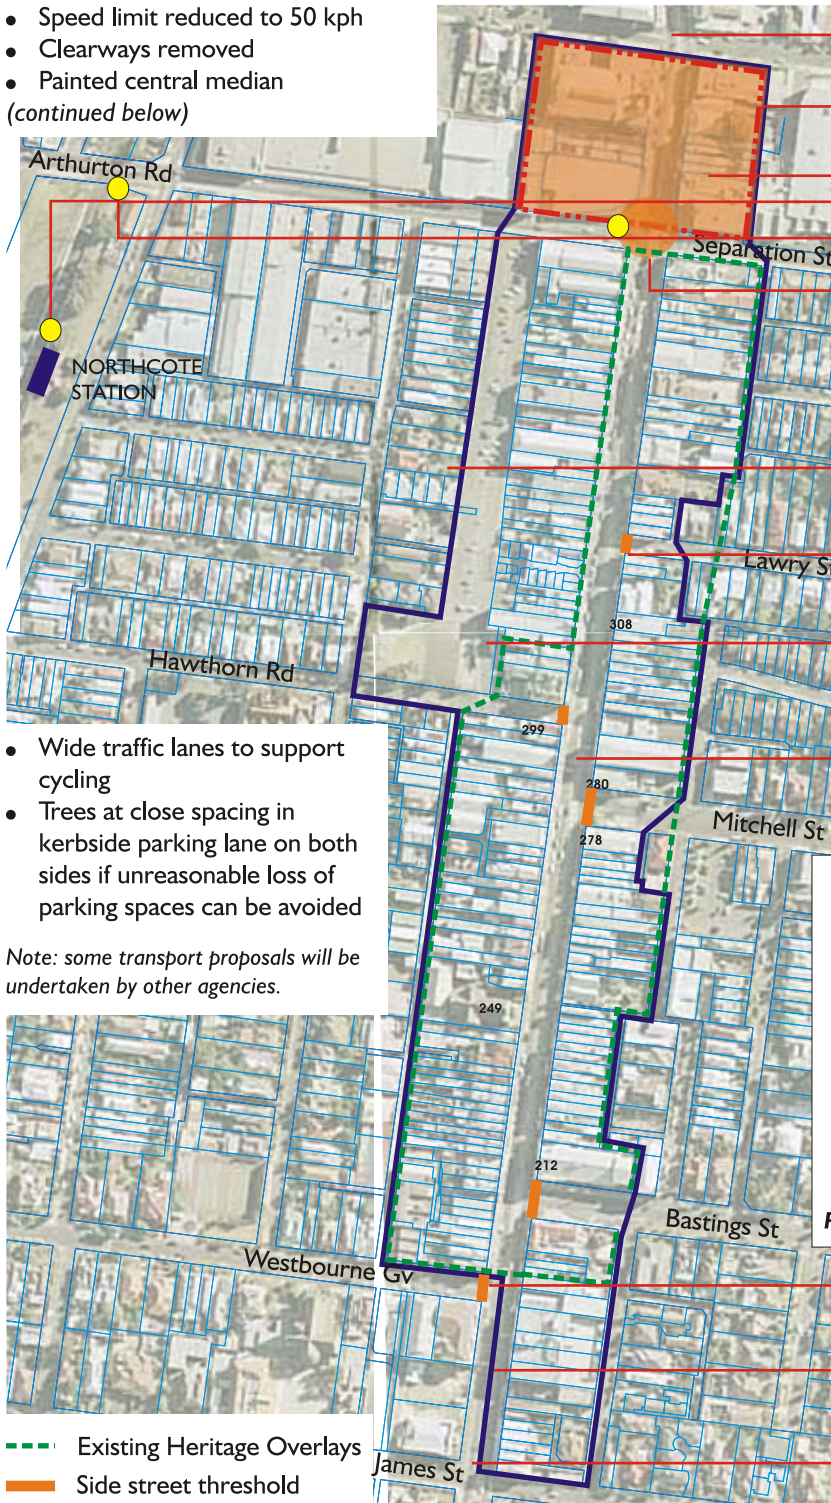 • Speed limit reduced to 50 kph
• Clearways removed
• Painted central median
(continued below)
Arthurton Rd
Separation St
NORTHCOTE
STATION
Lawry St
308
Hawthorn Rd
299
• Wide traffic lanes to support
cycling
• Trees at close spacing in
kerbside parking lane on both
sides if unreasonable loss of
parking spaces can be avoided
Note: some transport proposals will be
undertaken by other agencies.
280
Mitchell St
278
249
212
Bastings St
Westbourne Gv
Existing Heritage Overlays
James St
Side street threshold